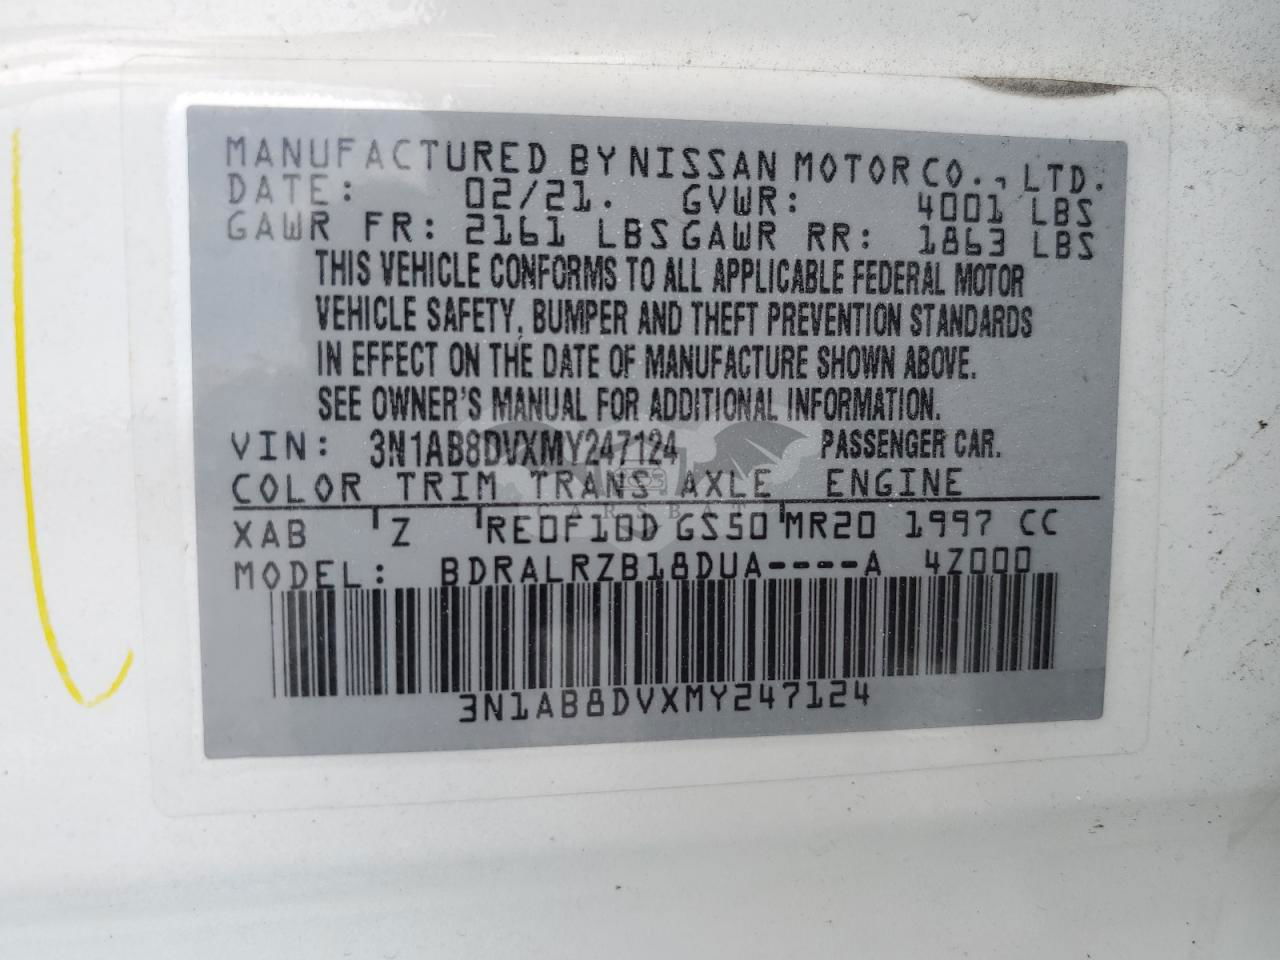 MANUFACTURED BY NISSAN MOTOR CO., LTD.
DATE: 02/21. GVWR: 4001 LBS
GAWR FR: 2161 LBS GAWR RR: 1863 LBS
THIS VEHICLE CONFORMS TO ALL APPLICABLE FEDERAL MOTOR
VEHICLE SAFETY, BUMPER AND THEFT PREVENTION STANDARDS
IN EFFECT ON THE DATE OF MANUFACTURE SHOWN ABOVE.
SEE OWNER'S MANUAL FOR ADDITIONAL INFORMATION.
VIN: 3N1AB8DVXMY247124 PASSENGER CAR.
COLOR TRIM TRANS AXLE ENGINE
CARSBAT
XAB Z RE0F10D GS50 MR20 1997 CC
MODEL: BDRALRZB18DUA----A 4Z000
3N1AB8DVXMY247124